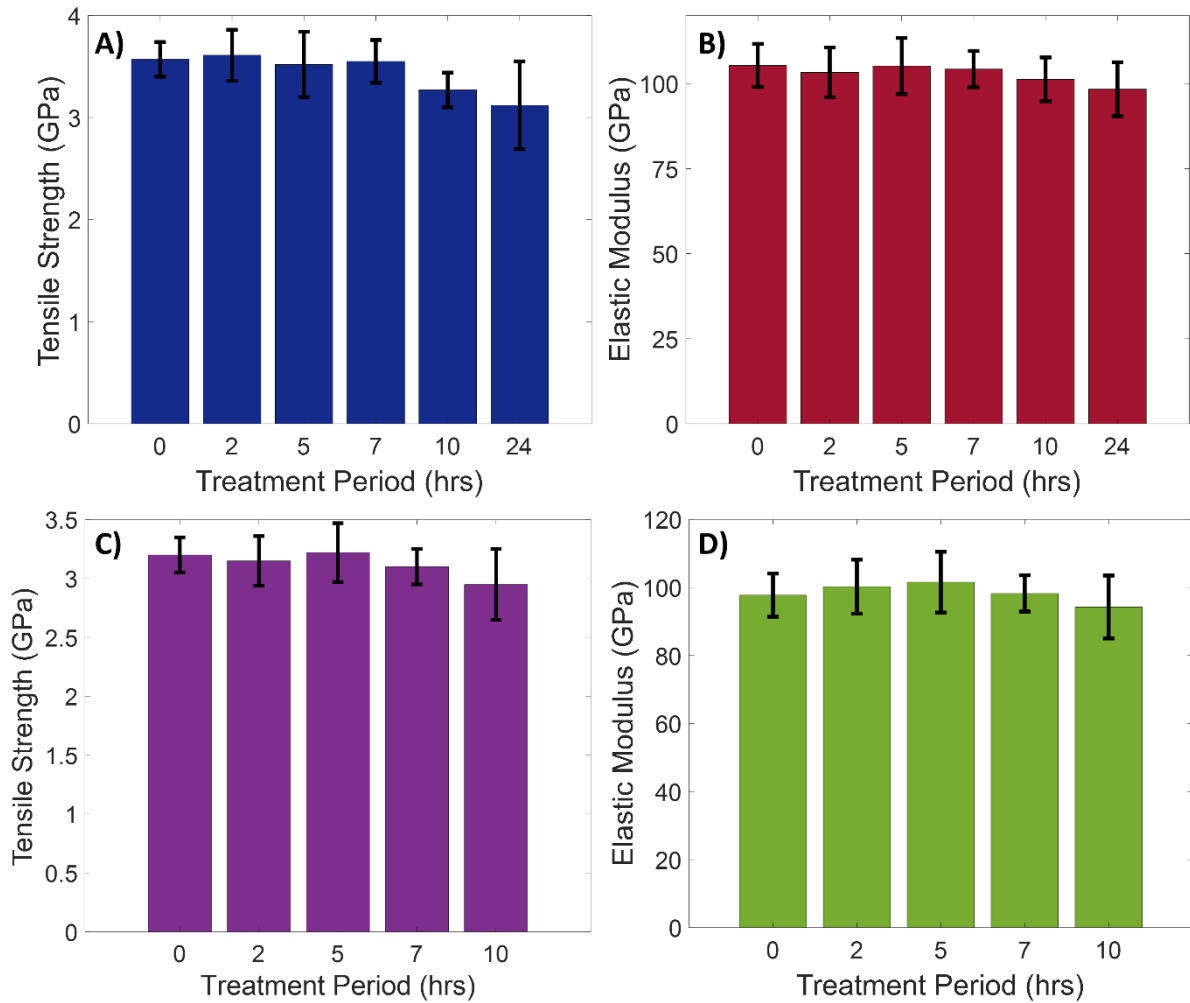 A)
Tensile Strength (GPa)
4
3
2
1
0
0 2 5 7 10 24
Treatment Period (hrs)
B)
Elastic Modulus (GPa)
100
75
50
25
0
0 2 5 7 10 24
Treatment Period (hrs)
C)
Tensile Strength (GPa)
3.5
3
2.5
2
1.5
1
0.5
0
0 2 5 7 10
Treatment Period (hrs)
D)
Elastic Modulus (GPa)
120
100
80
60
40
20
0
0 2 5 7 10
Treatment Period (hrs)